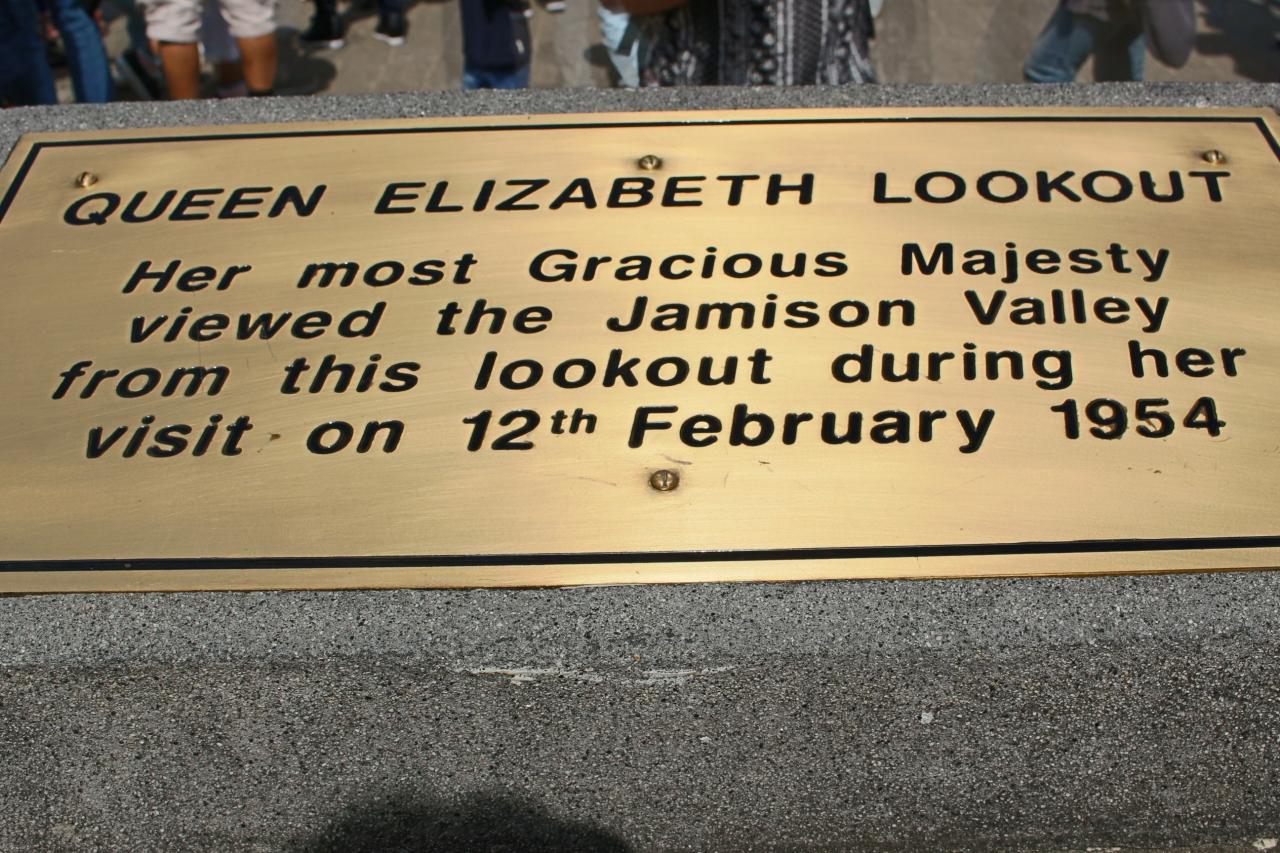 QUEEN ELIZABETH LOOKOUT
Her most Gracious Majesty
viewed the Jamison Valley
from this lookout during her
visit on 12th February 1954